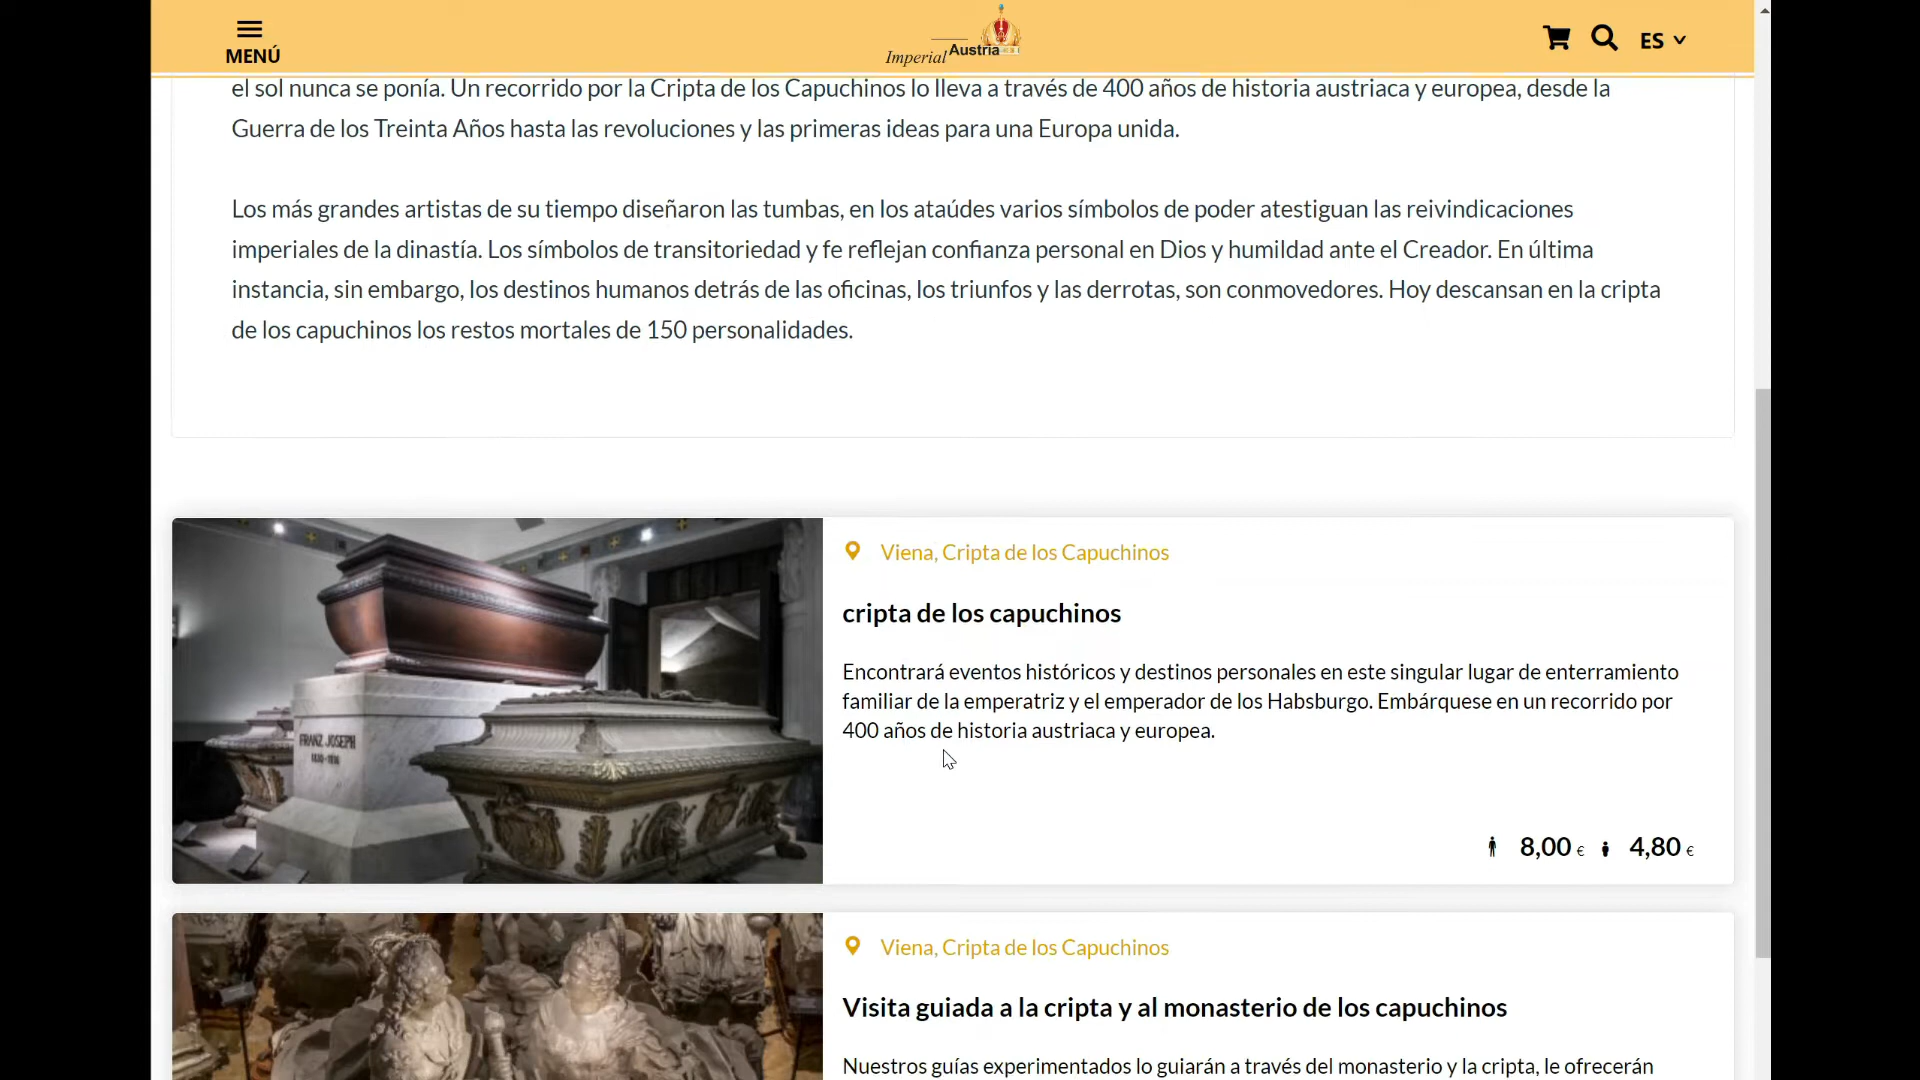 MENÚ
Imperial Austria
ES
el sol nunca se ponía. Un recorrido por la Cripta de los Capuchinos lo lleva a través de 400 años de historia austriaca y europea, desde la
Guerra de los Treinta Años hasta las revoluciones y las primeras ideas para una Europa unida.
Los más grandes artistas de su tiempo diseñaron las tumbas, en los ataúdes varios símbolos de poder atestiguan las reivindicaciones
imperiales de la dinastía. Los símbolos de transitoriedad y fe reflejan confianza personal en Dios y humildad ante el Creador. En última
instancia, sin embargo, los destinos humanos detrás de las oficinas, los triunfos y las derrotas, son conmovedores. Hoy descansan en la cripta
de los capuchinos los restos mortales de 150 personalidades.
Viena, Cripta de los Capuchinos
cripta de los capuchinos
Encontrará eventos históricos y destinos personales en este singular lugar de enterramiento
familiar de la emperatriz y el emperador de los Habsburgo. Embárquese en un recorrido por
400 años de historia austriaca y europea.
FRANZ JOSEPH
8,00 € 4,80 €
Viena, Cripta de los Capuchinos
Visita guiada a la cripta y al monasterio de los capuchinos
Nuestros guías experimentados lo guiarán a través del monasterio y la cripta, le ofrecerán